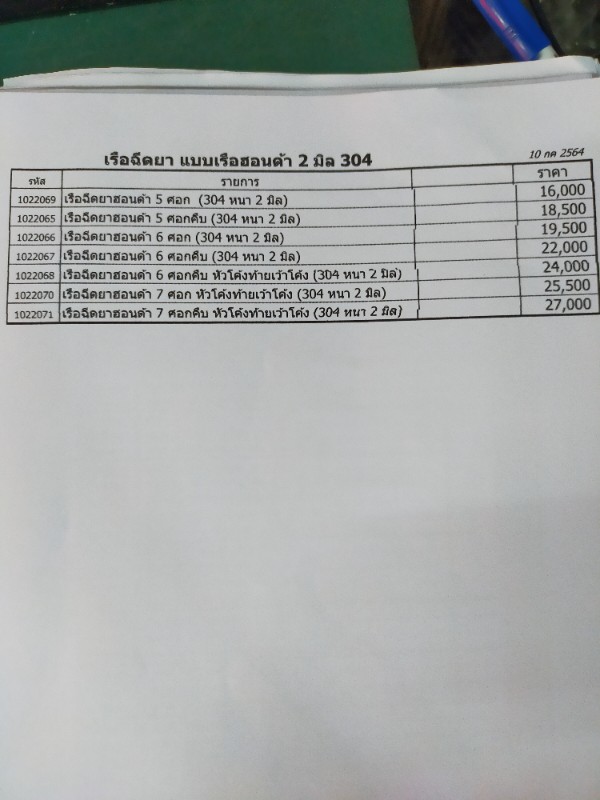 เรือฉีดยา แบบเรือฮอนด้า 2 มิล 304
10 กค 2564
รหัส รายการ ราคา
1022069 เรือฉีดยาฮอนด้า 5 ศอก (304 หนา 2 มิล) 16,000
1022065 เรือฉีดยาฮอนด้า 5 ศอกคืบ (304 หนา 2 มิล) 18,500
1022066 เรือฉีดยาฮอนด้า 6 ศอก (304 หนา 2 มิล) 19,500
1022067 เรือฉีดยาฮอนด้า 6 ศอกคืบ (304 หนา 2 มิล) 22,000
1022068 เรือฉีดยาฮอนด้า 6 ศอกคืบ หัวโค้งท้ายเว้าโค้ง (304 หนา 2 มิล) 24,000
1022070 เรือฉีดยาฮอนด้า 7 ศอก หัวโค้งท้ายเว้าโค้ง (304 หนา 2 มิล) 25,500
1022071 เรือฉีดยาฮอนด้า 7 ศอกคืบ หัวโค้งท้ายเว้าโค้ง (304 หนา 2 มิล) 27,000